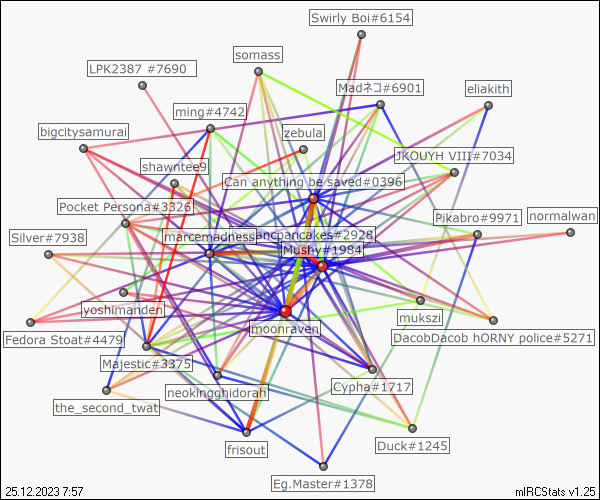 Swirly Boi#6154
somass
LPK2387 #7690
Madネコ#6901
eliakith
ming#4742
bigcitysamurai
zebula
JKOUYH VIII#7034
shawntee9
Can anything be saved#0396
Pocket Persona#3326
Pikabro#9971
normalwan
Silver#7938
marcemadness
ancpancakes#2928
Mushy#1984
yoshimanden
mukszi
Fedora Stoat#4479
moonraven
DacobDacob hORNY police#5271
Majestic#3375
Cypha#1717
neokingghidorah
the_second_twat
frisout
Duck#1245
Eg.Master#1378
25.12.2023 7:57
mIRCStats v1.25